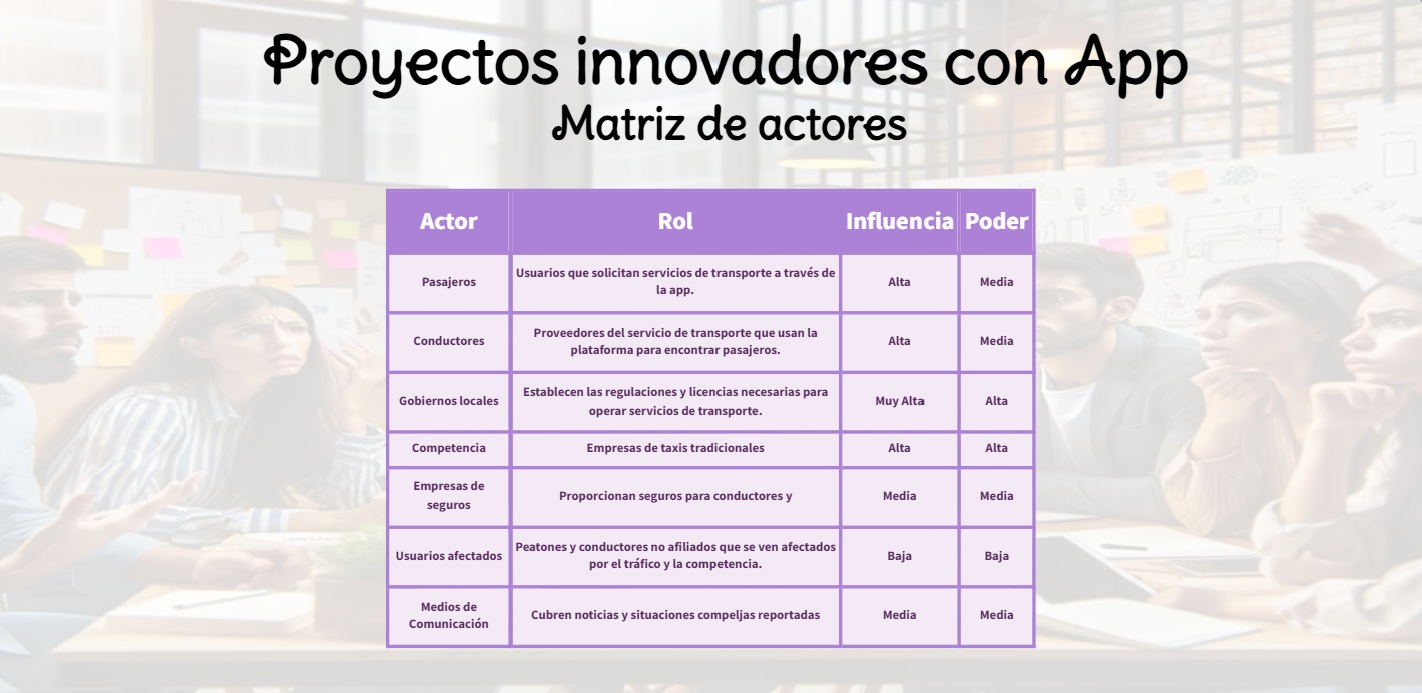 Proyectos innovadores con App
Matriz de actores
Actor Rol Influencia Poder
Pasajeros
Usuarios que solicitan servicios de transporte a través de
la app.
Alta
Media
Conductores
Proveedores del servicio de transporte que usan la
plataforma para encontrar pasajeros.
Alta
Media
Gobiernos locales
Establecen las regulaciones y licencias necesarias para
operar servicios de transporte.
Muy Alta
Alta
Competencia
Empresas de taxis tradicionales
Alta
Alta
Empresas de
seguros
Proporcionan seguros para conductores y
Media
Media
Usuarios afectados
Peatones y conductores no afiliados que se ven afectados
por el tráfico y la competencia.
Baja
Baja
Medios de
Comunicación
Cubren noticias y situaciones compeljas reportadas
Media
Media